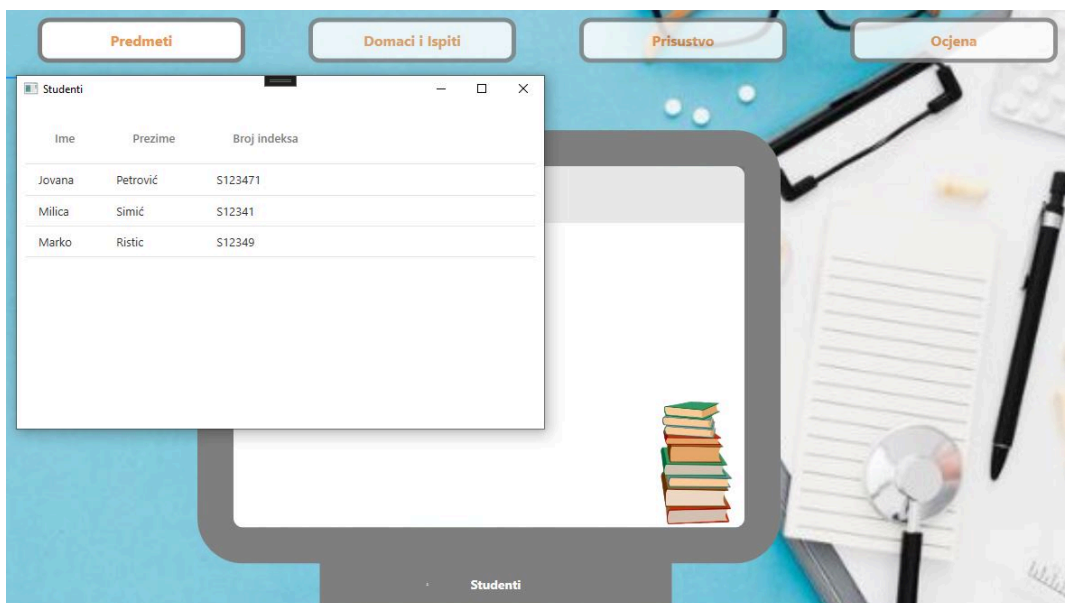 Predmeti Domaci i Ispiti Prisustvo Ocjena
Studenti
Ime Prezime Broj indeksa
Jovana Petrović S123471
Milica Simić S12341
Marko Ristic S12349
Studenti